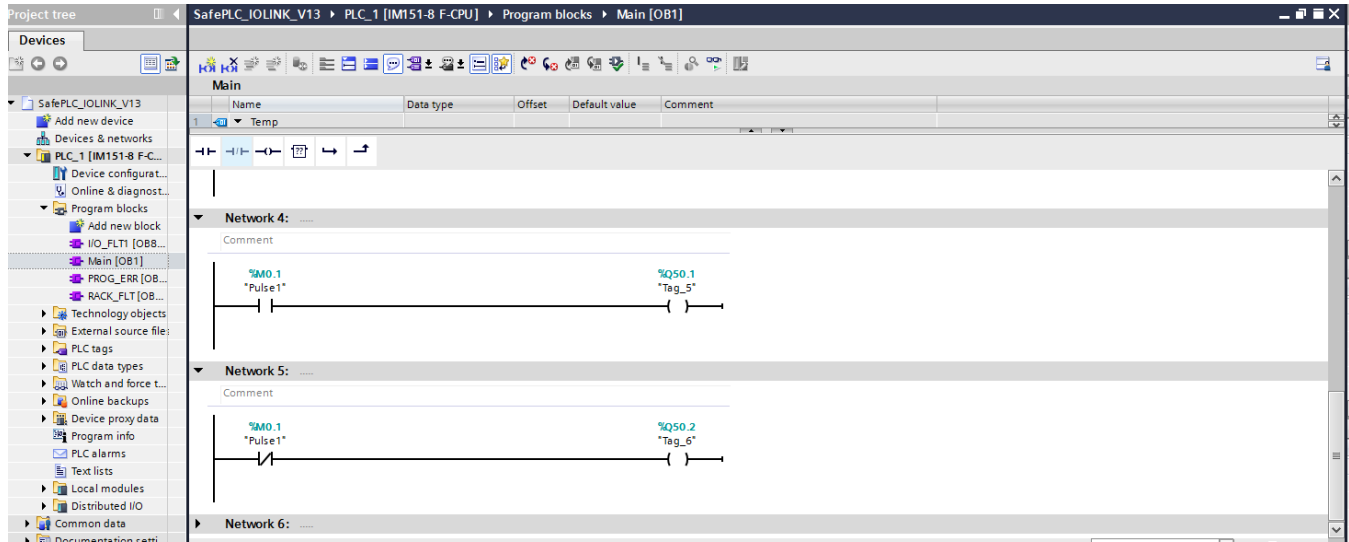 Project tree
SafePLC_IOLINK_V13 ▸ PLC_1 [IM151-8 F-CPU] ▸ Program blocks ▸ Main [OB1]
Devices
SafePLC_IOLINK_V13
Add new device
Devices & networks
PLC_1 [IM151-8 F-C...
Device configurat...
Online & diagnost...
Program blocks
Add new block
I/O_FLT1 [OB8...
Main [OB1]
PROG_ERR [OB...
RACK_FLT [OB...
Technology objects
External source files
PLC tags
PLC data types
Watch and force t...
Online backups
Device proxy data
Program info
PLC alarms
Text lists
Local modules
Distributed I/O
Common data
Documentation setti
Main
Name Data type Offset Default value Comment
1 Temp
??
Network 4: .....
Comment
%M0.1 %Q50.1
"Pulse1" "Tag_5"
Network 5: .....
Comment
%M0.1 %Q50.2
"Pulse1" "Tag_6"
Network 6: .....